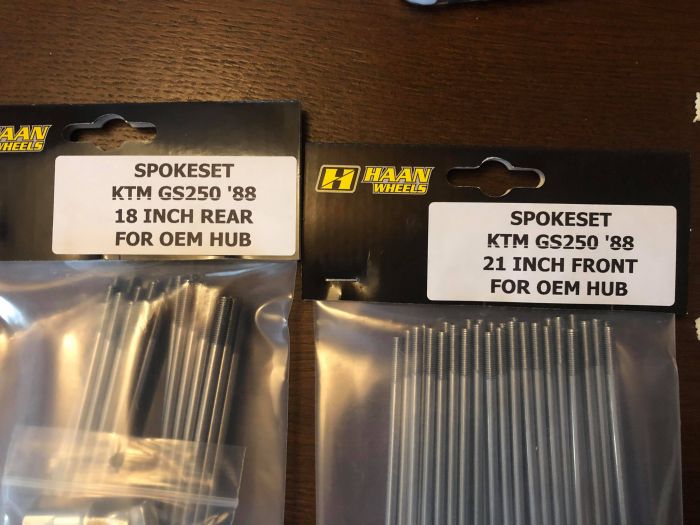 HAAN
WHEELS
SPOKESET
KTM GS250 '88
18 INCH REAR
FOR OEM HUB
H HAAN
WHEELS
SPOKESET
KTM GS250 '88
21 INCH FRONT
FOR OEM HUB